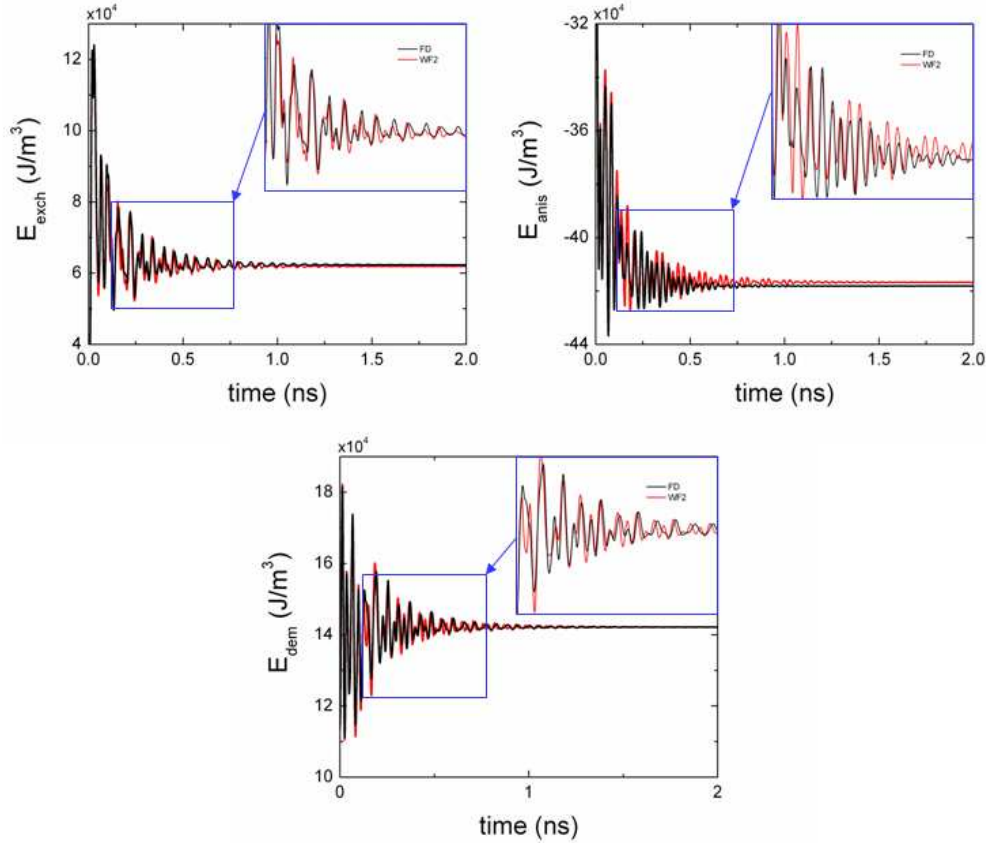 x10⁴
12
10
8
6
4
E_exch (J/m³)
0.0
0.5
1.0
1.5
2.0
time (ns)
FD
WF2
x10⁴
-32
-36
-40
-44
E_anis (J/m³)
0.0
0.5
1.0
1.5
2.0
time (ns)
FD
WF2
x10⁴
18
16
14
12
10
E_dem (J/m³)
0
1
2
time (ns)
FD
WF2